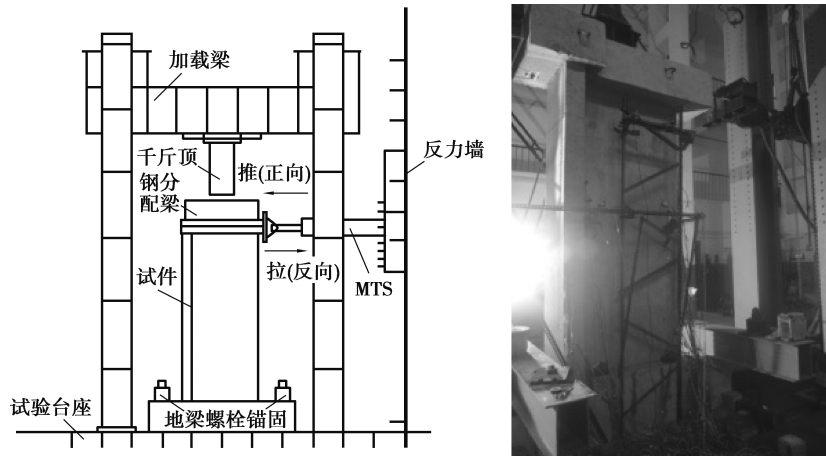 加载梁
千斤顶
推(正向)
反力墙
钢分
配梁
拉(反向)
试件
MTS
试验台座
地梁螺栓锚固